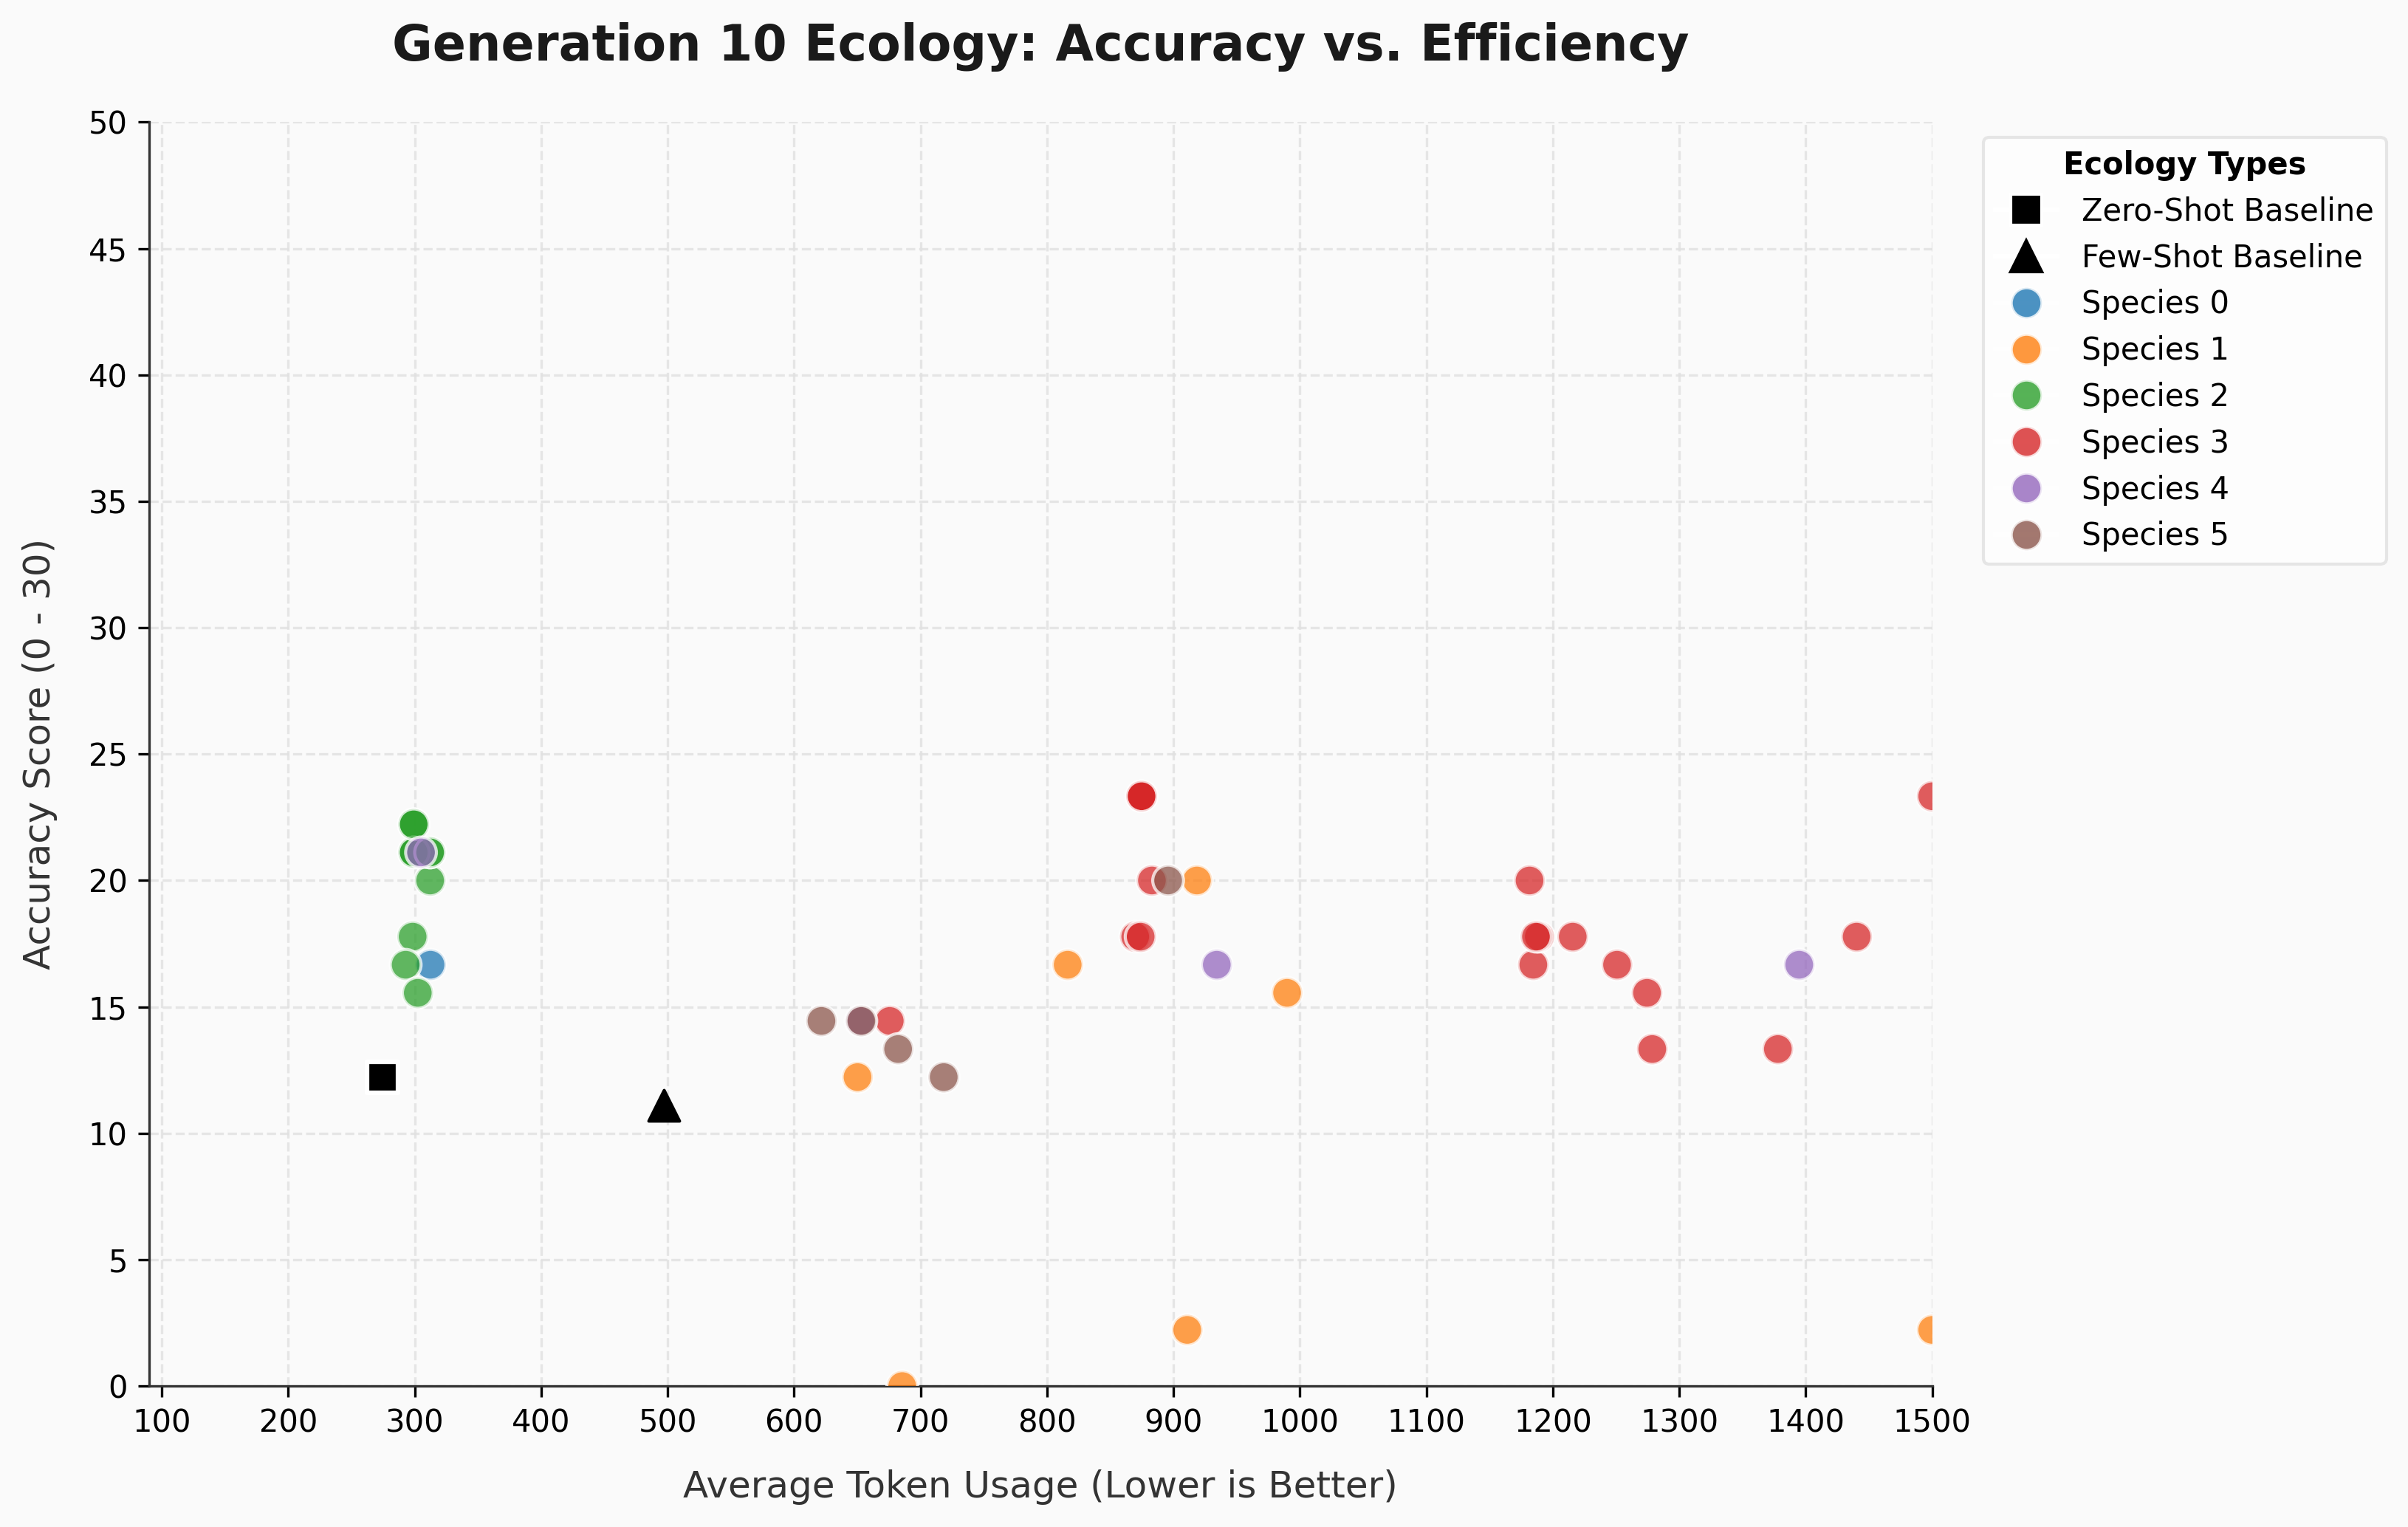 Generation 10 Ecology: Accuracy vs. Efficiency
50
45
40
35
30
25
20
15
10
5
0
Accuracy Score (0 - 30)
100 200 300 400 500 600 700 800 900 1000 1100 1200 1300 1400 1500
Average Token Usage (Lower is Better)
Ecology Types
Zero-Shot Baseline
Few-Shot Baseline
Species 0
Species 1
Species 2
Species 3
Species 4
Species 5